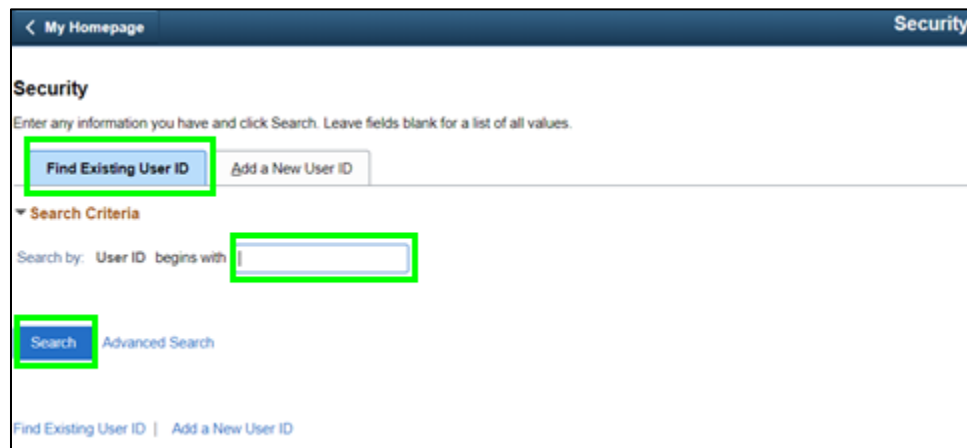 My Homepage Security
Security
Enter any information you have and click Search. Leave fields blank for a list of all values.
Find Existing User ID Add a New User ID
Search Criteria
Search by: User ID begins with
Search Advanced Search
Find Existing User ID | Add a New User ID